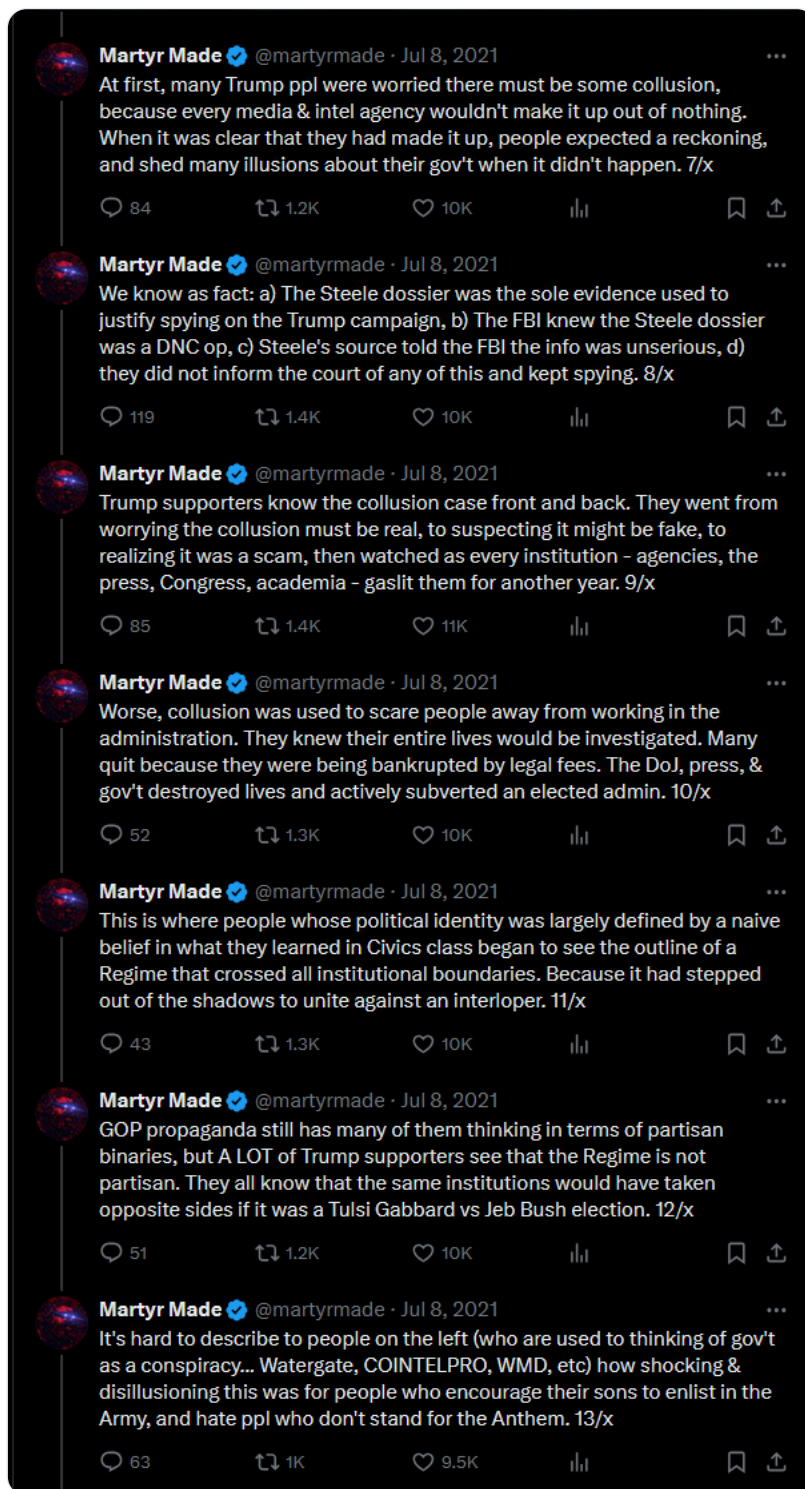 Martyr Made @martyrmade · Jul 8, 2021
At first, many Trump ppl were worried there must be some collusion,
because every media & intel agency wouldn't make it up out of nothing.
When it was clear that they had made it up, people expected a reckoning,
and shed many illusions about their gov't when it didn't happen. 7/x
84 1.2K 10K
Martyr Made @martyrmade · Jul 8, 2021
We know as fact: a) The Steele dossier was the sole evidence used to
justify spying on the Trump campaign, b) The FBI knew the Steele dossier
was a DNC op, c) Steele's source told the FBI the info was unserious, d)
they did not inform the court of any of this and kept spying. 8/x
119 1.4K 10K
Martyr Made @martyrmade · Jul 8, 2021
Trump supporters know the collusion case front and back. They went from
worrying the collusion must be real, to suspecting it might be fake, to
realizing it was a scam, then watched as every institution - agencies, the
press, Congress, academia - gaslit them for another year. 9/x
85 1.4K 11K
Martyr Made @martyrmade · Jul 8, 2021
Worse, collusion was used to scare people away from working in the
administration. They knew their entire lives would be investigated. Many
quit because they were being bankrupted by legal fees. The DoJ, press, &
gov't destroyed lives and actively subverted an elected admin. 10/x
52 1.3K 10K
Martyr Made @martyrmade · Jul 8, 2021
This is where people whose political identity was largely defined by a naive
belief in what they learned in Civics class began to see the outline of a
Regime that crossed all institutional boundaries. Because it had stepped
out of the shadows to unite against an interloper. 11/x
43 1.3K 10K
Martyr Made @martyrmade · Jul 8, 2021
GOP propaganda still has many of them thinking in terms of partisan
binaries, but A LOT of Trump supporters see that the Regime is not
partisan. They all know that the same institutions would have taken
opposite sides if it was a Tulsi Gabbard vs Jeb Bush election. 12/x
51 1.2K 10K
Martyr Made @martyrmade · Jul 8, 2021
It's hard to describe to people on the left (who are used to thinking of gov't
as a conspiracy... Watergate, COINTELPRO, WMD, etc) how shocking &
disillusioning this was for people who encourage their sons to enlist in the
Army, and hate ppl who don't stand for the Anthem. 13/x
63 1K 9.5K